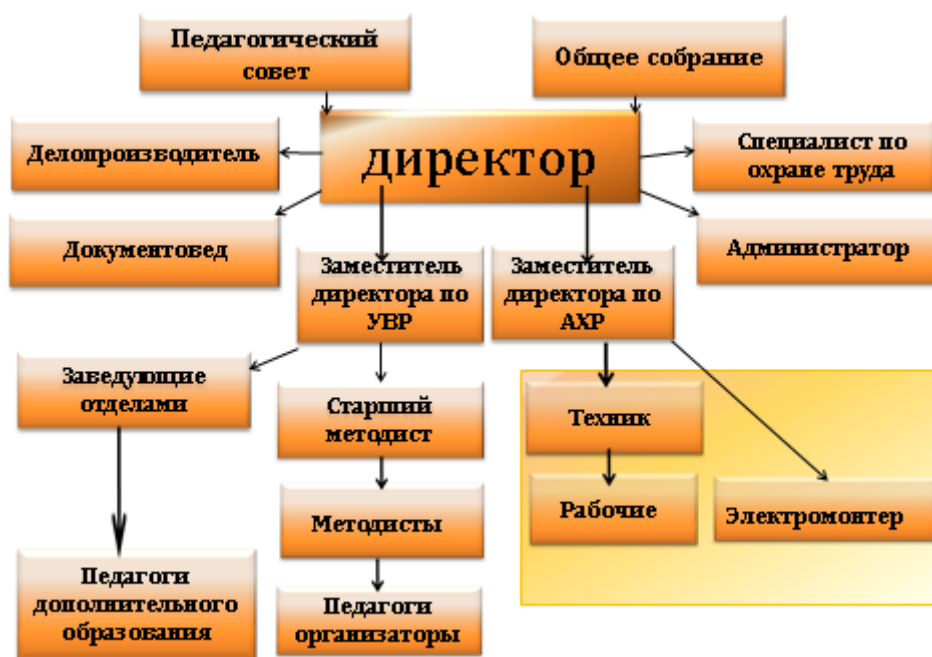 Педагогический
совет
Общее собрание
Делопроизводитель
директор
Специалист по
охране труда
Документовед
Администратор
Заместитель
директора по
УВР
Заместитель
директора по
АХР
Заведующие
отделами
Старший
методист
Техник
Методисты
Рабочие
Электромонтер
Педагоги
дополнительного
образования
Педагоги
организаторы